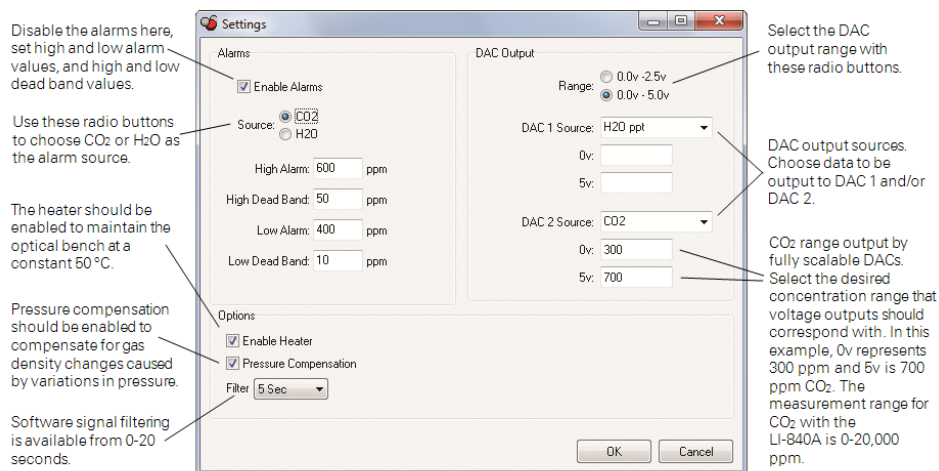 Disable the alarms here,
set high and low alarm
values, and high and low
dead band values.
Use these radio buttons
to choose CO2 or H2O as
the alarm source.
The heater should be
enabled to maintain the
optical bench at a
constant 50 °C.
Pressure compensation
should be enabled to
compensate for gas
density changes caused
by variations in pressure.
Software signal filtering
is available from 0-20
seconds.
Settings
Alarms
Enable Alarms
Source:
CO2
H2O
High Alarm: 600 ppm
High Dead Band: 50 ppm
Low Alarm: 400 ppm
Low Dead Band: 10 ppm
DAC Output
Range:
0.0v -2.5v
0.0v - 5.0v
DAC 1 Source: H2O ppt
0v:
5v:
DAC 2 Source: CO2
0v: 300
5v: 700
Options
Enable Heater
Pressure Compensation
Filter 5 Sec
OK Cancel
Select the DAC
output range with
these radio buttons.
DAC output sources.
Choose data to be
output to DAC 1 and/or
DAC 2.
CO2 range output by
fully scalable DACs.
Select the desired
concentration range that
voltage outputs should
correspond with. In this
example, 0v represents
300 ppm and 5v is 700
ppm CO2. The
measurement range for
CO2 with the
LI-840A is 0-20,000
ppm.